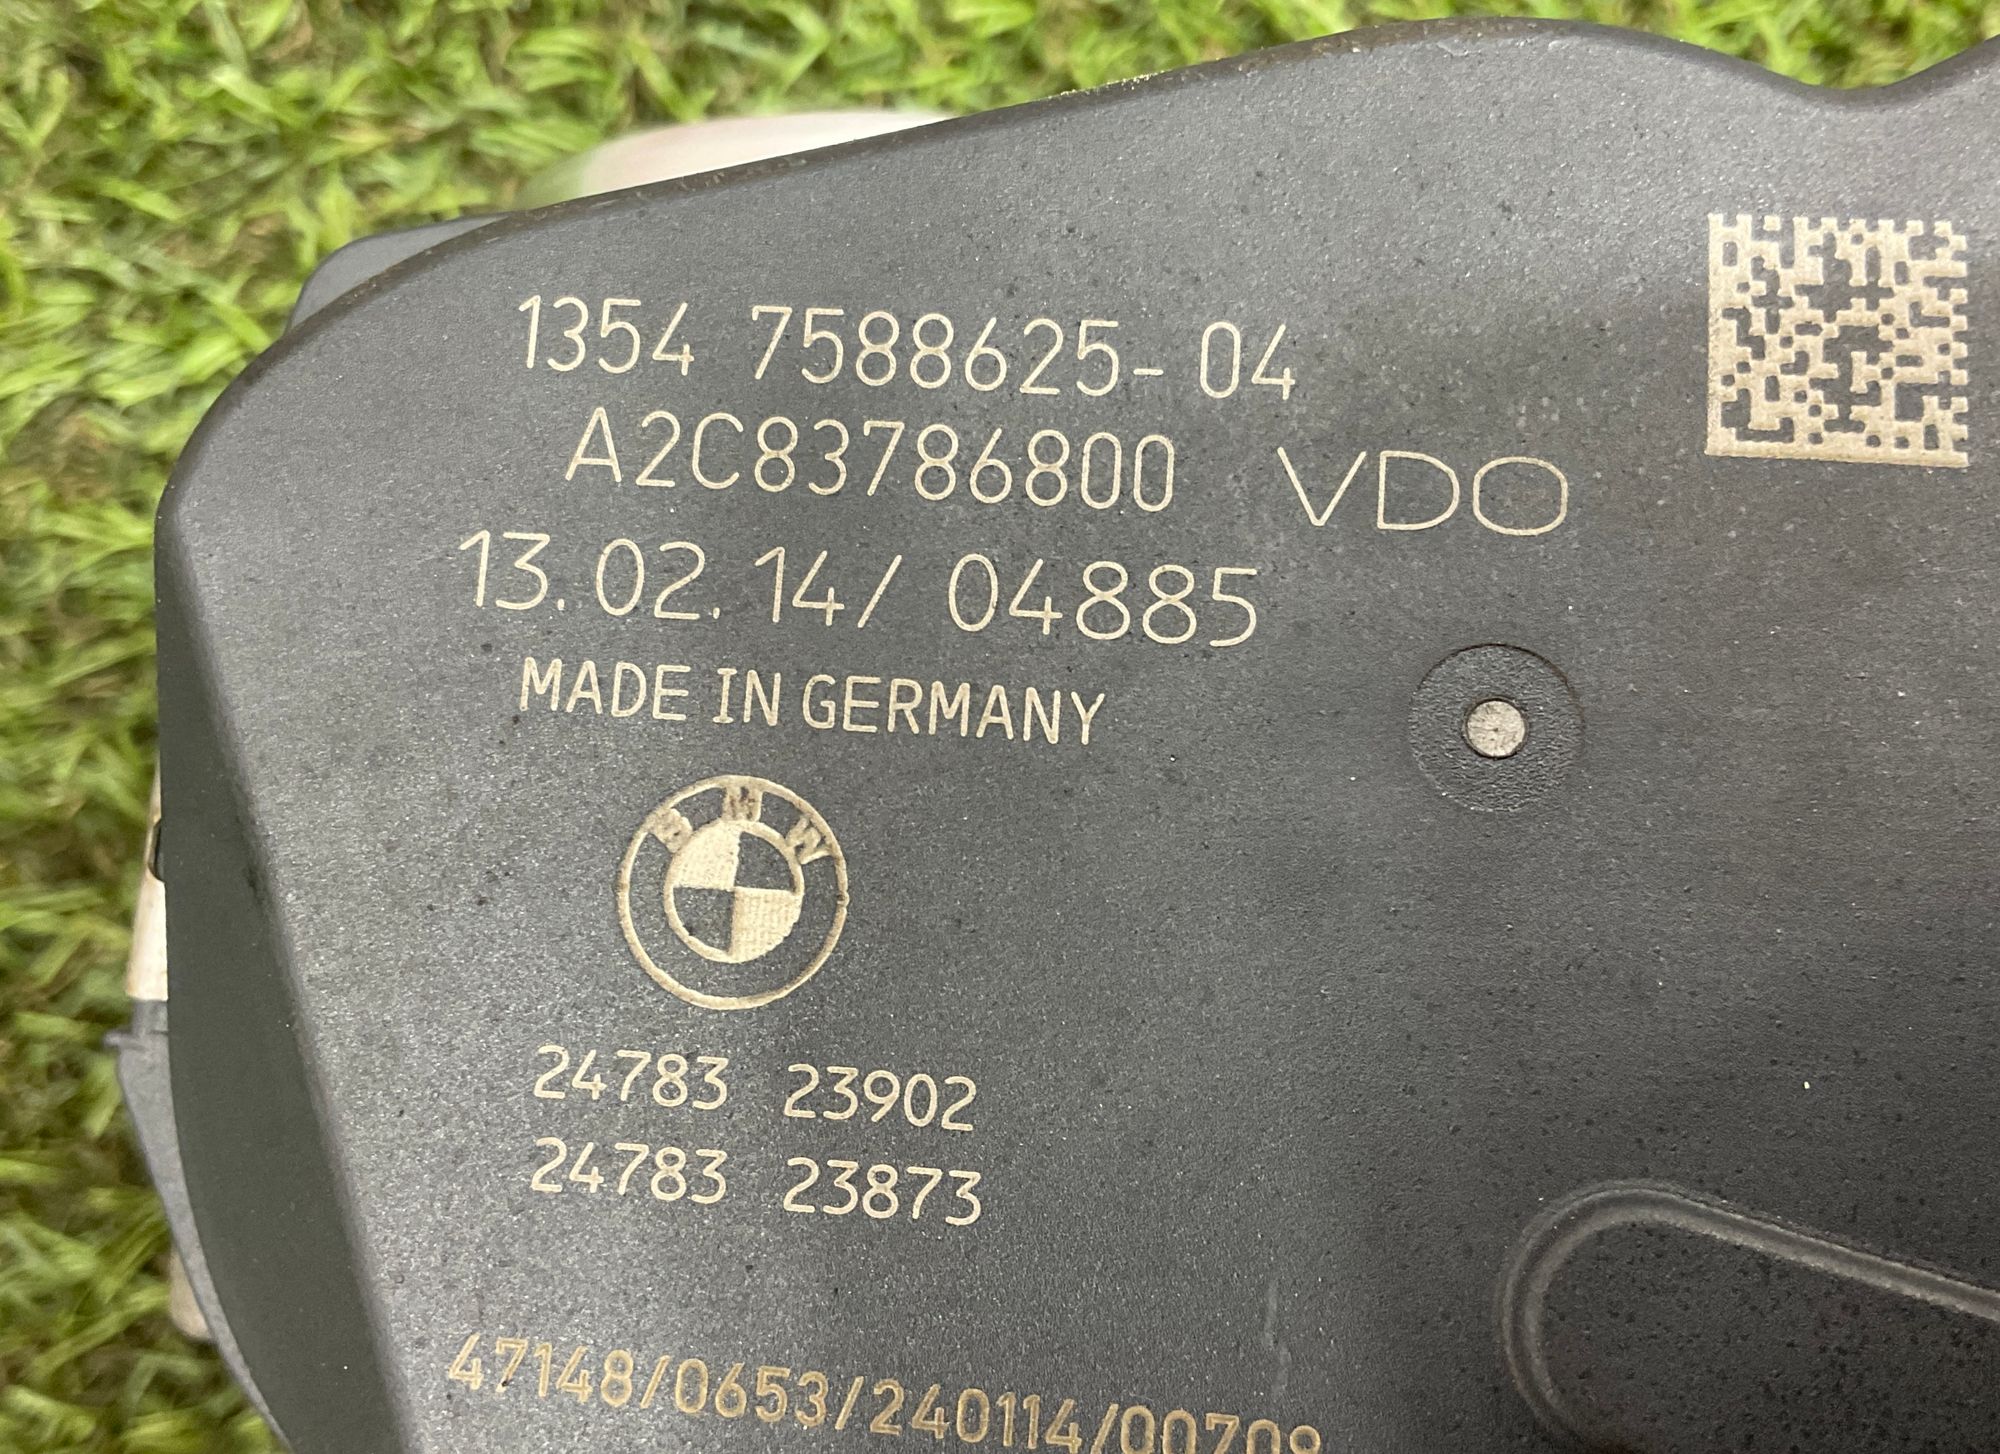 1354 7588625-04
A2C83786800 VDO
13.02.14/ 04885
MADE IN GERMANY
BMW
24783 23902
24783 23873
47148/0653/240114/00708